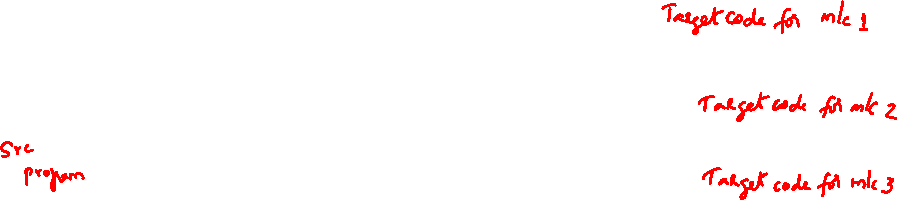 Target code for m/c 1
Target code for m/c 2
Src
program
Target code for m/c 3